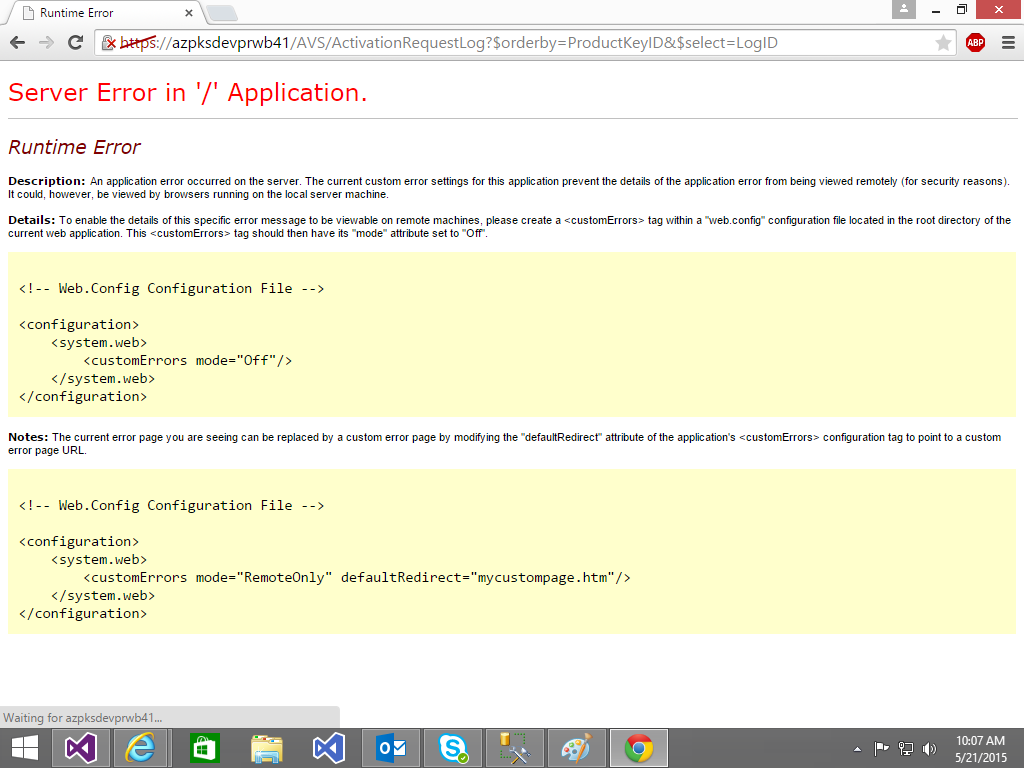 Runtime Error
https://azpksdevprwb41/AVS/ActivationRequestLog?$orderby=ProductKeyID&$select=LogID
ABP
Server Error in '/' Application.
Runtime Error
Description: An application error occurred on the server. The current custom error settings for this application prevent the details of the application error from being viewed remotely (for security reasons).
It could, however, be viewed by browsers running on the local server machine.
Details: To enable the details of this specific error message to be viewable on remote machines, please create a <customErrors> tag within a "web.config" configuration file located in the root directory of the
current web application. This <customErrors> tag should then have its "mode" attribute set to "Off".
<!-- Web.Config Configuration File -->
<configuration>
    <system.web>
        <customErrors mode="Off"/>
    </system.web>
</configuration>
Notes: The current error page you are seeing can be replaced by a custom error page by modifying the "defaultRedirect" attribute of the application's <customErrors> configuration tag to point to a custom
error page URL.
<!-- Web.Config Configuration File -->
<configuration>
    <system.web>
        <customErrors mode="RemoteOnly" defaultRedirect="mycustompage.htm"/>
    </system.web>
</configuration>
Waiting for azpksdevprwb41...
10:07 AM
5/21/2015